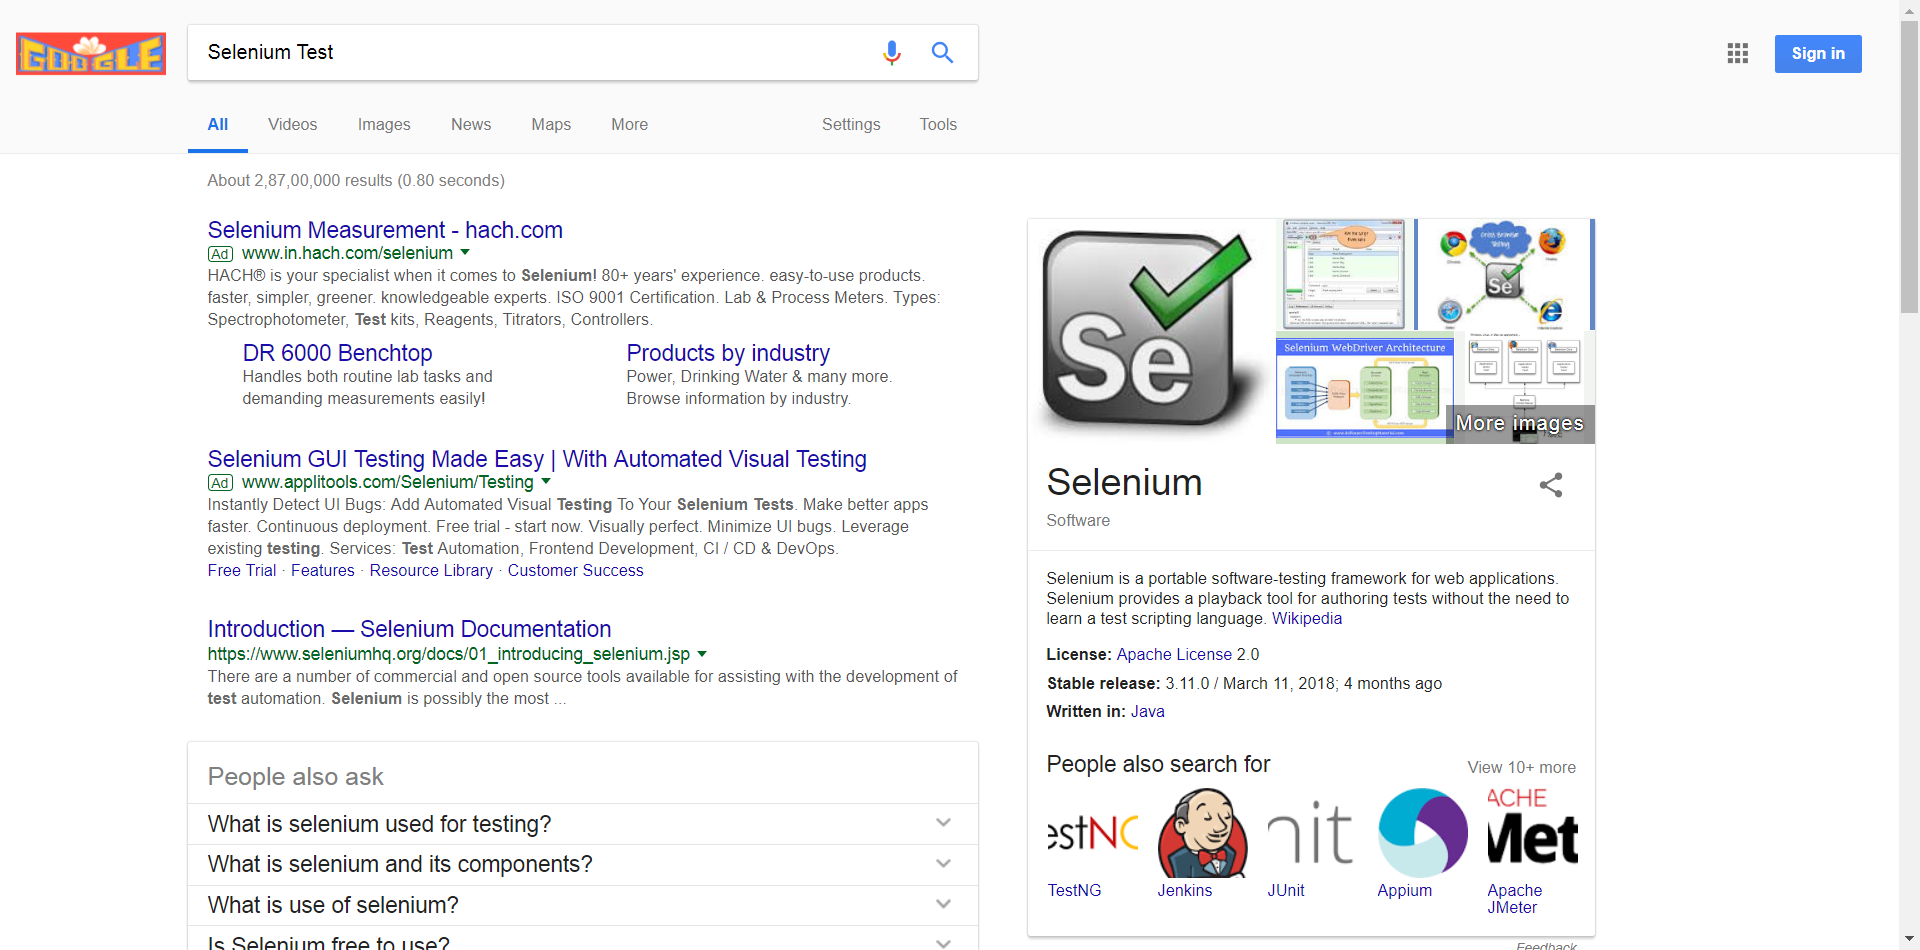 GOOGLE
Selenium Test
Sign in
All Videos Images News Maps More Settings Tools
About 2,87,00,000 results (0.80 seconds)
Selenium Measurement - hach.com
Ad www.in.hach.com/selenium
HACH® is your specialist when it comes to Selenium! 80+ years' experience. easy-to-use products.
faster, simpler, greener. knowledgeable experts. ISO 9001 Certification. Lab & Process Meters. Types:
Spectrophotometer, Test kits, Reagents, Titrators, Controllers.
DR 6000 Benchtop
Handles both routine lab tasks and
demanding measurements easily!
Products by industry
Power, Drinking Water & many more.
Browse information by industry.
Selenium GUI Testing Made Easy | With Automated Visual Testing
Ad www.applitools.com/Selenium/Testing
Instantly Detect UI Bugs: Add Automated Visual Testing To Your Selenium Tests. Make better apps
faster. Continuous deployment. Free trial - start now. Visually perfect. Minimize UI bugs. Leverage
existing testing. Services: Test Automation, Frontend Development, CI / CD & DevOps.
Free Trial · Features · Resource Library · Customer Success
Introduction — Selenium Documentation
https://www.seleniumhq.org/docs/01_introducing_selenium.jsp
There are a number of commercial and open source tools available for assisting with the development of
test automation. Selenium is possibly the most ...
People also ask
What is selenium used for testing?
What is selenium and its components?
What is use of selenium?
Is Selenium free to use?
Se
Cross Browser
Testing
Se
Selenium WebDriver Architecture
More images
Selenium
Software
Selenium is a portable software-testing framework for web applications.
Selenium provides a playback tool for authoring tests without the need to
learn a test scripting language. Wikipedia
License: Apache License 2.0
Stable release: 3.11.0 / March 11, 2018; 4 months ago
Written in: Java
People also search for
View 10+ more
estNG
nit
ACHE
Met
TestNG
Jenkins
JUnit
Appium
Apache
JMeter
Feedback